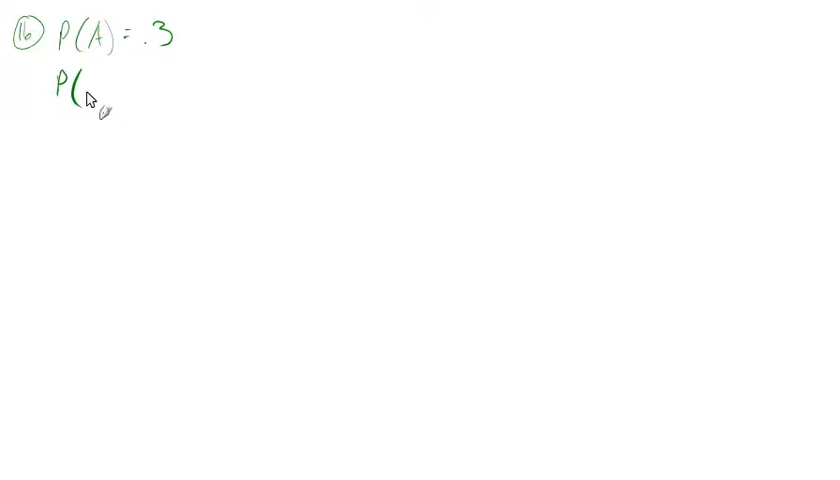 16 P(A) = .3
P(